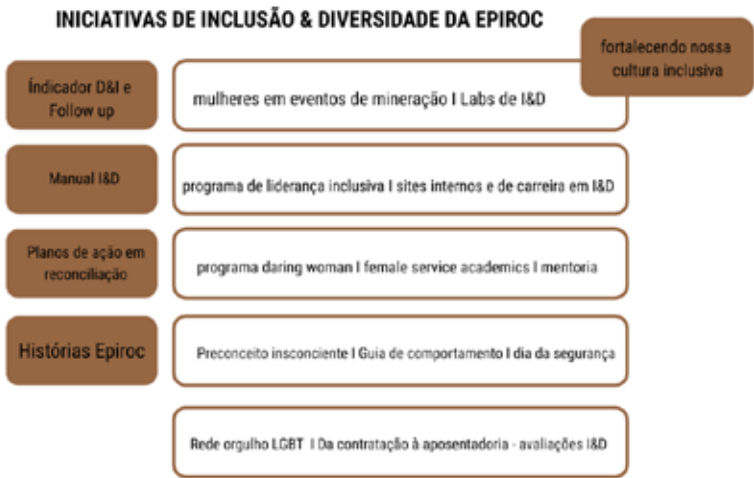 INICIATIVAS DE INCLUSÃO & DIVERSIDADE DA EPIROC
fortalecendo nossa
cultura inclusiva
Índicador D&I e
Follow up
mulheres em eventos de mineração I Labs de I&D
Manual I&D
programa de liderança inclusiva I sites internos e de carreira em I&D
Planos de ação em
reconciliação
programa daring woman I female service academics I mentoria
Histórias Epiroc
Preconceito insconciente I Guia de comportamento I dia da segurança
Rede orgulho LGBT I Da contratação à aposentadoria - avaliações I&D